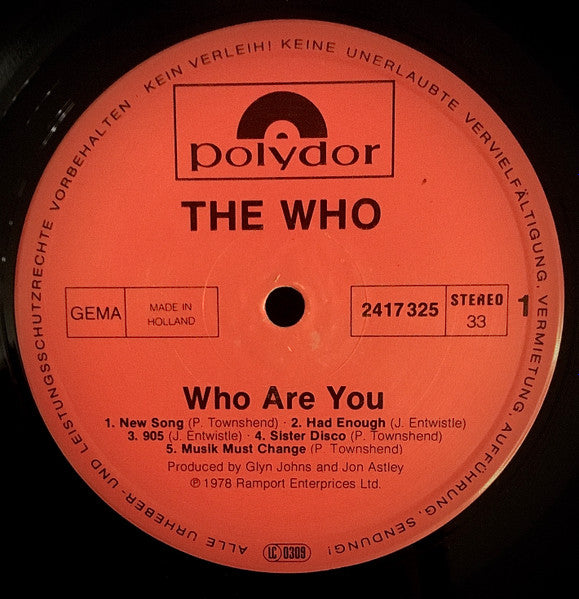 ALLE URHEBER- UND LEISTUNGSSCHUTZRECHTE VORBEHALTEN · KEIN VERLEIH! KEINE UNERLAUBTE VERVIELFÄLTIGUNG, VERMIETUNG, AUFFÜHRUNG, SENDUNG!
polydor
THE WHO
GEMA
MADE IN
HOLLAND
2417 325
STEREO
33
1
Who Are You
1. New Song (P. Townshend) · 2. Had Enough (J. Entwistle)
·3. 905 (J. Entwistle) · 4. Sister Disco (P. Townshend)
5. Musik Must Change (P. Townshend)
Produced by Glyn Johns and Jon Astley
℗ 1978 Ramport Enterprices Ltd.
LC 0309